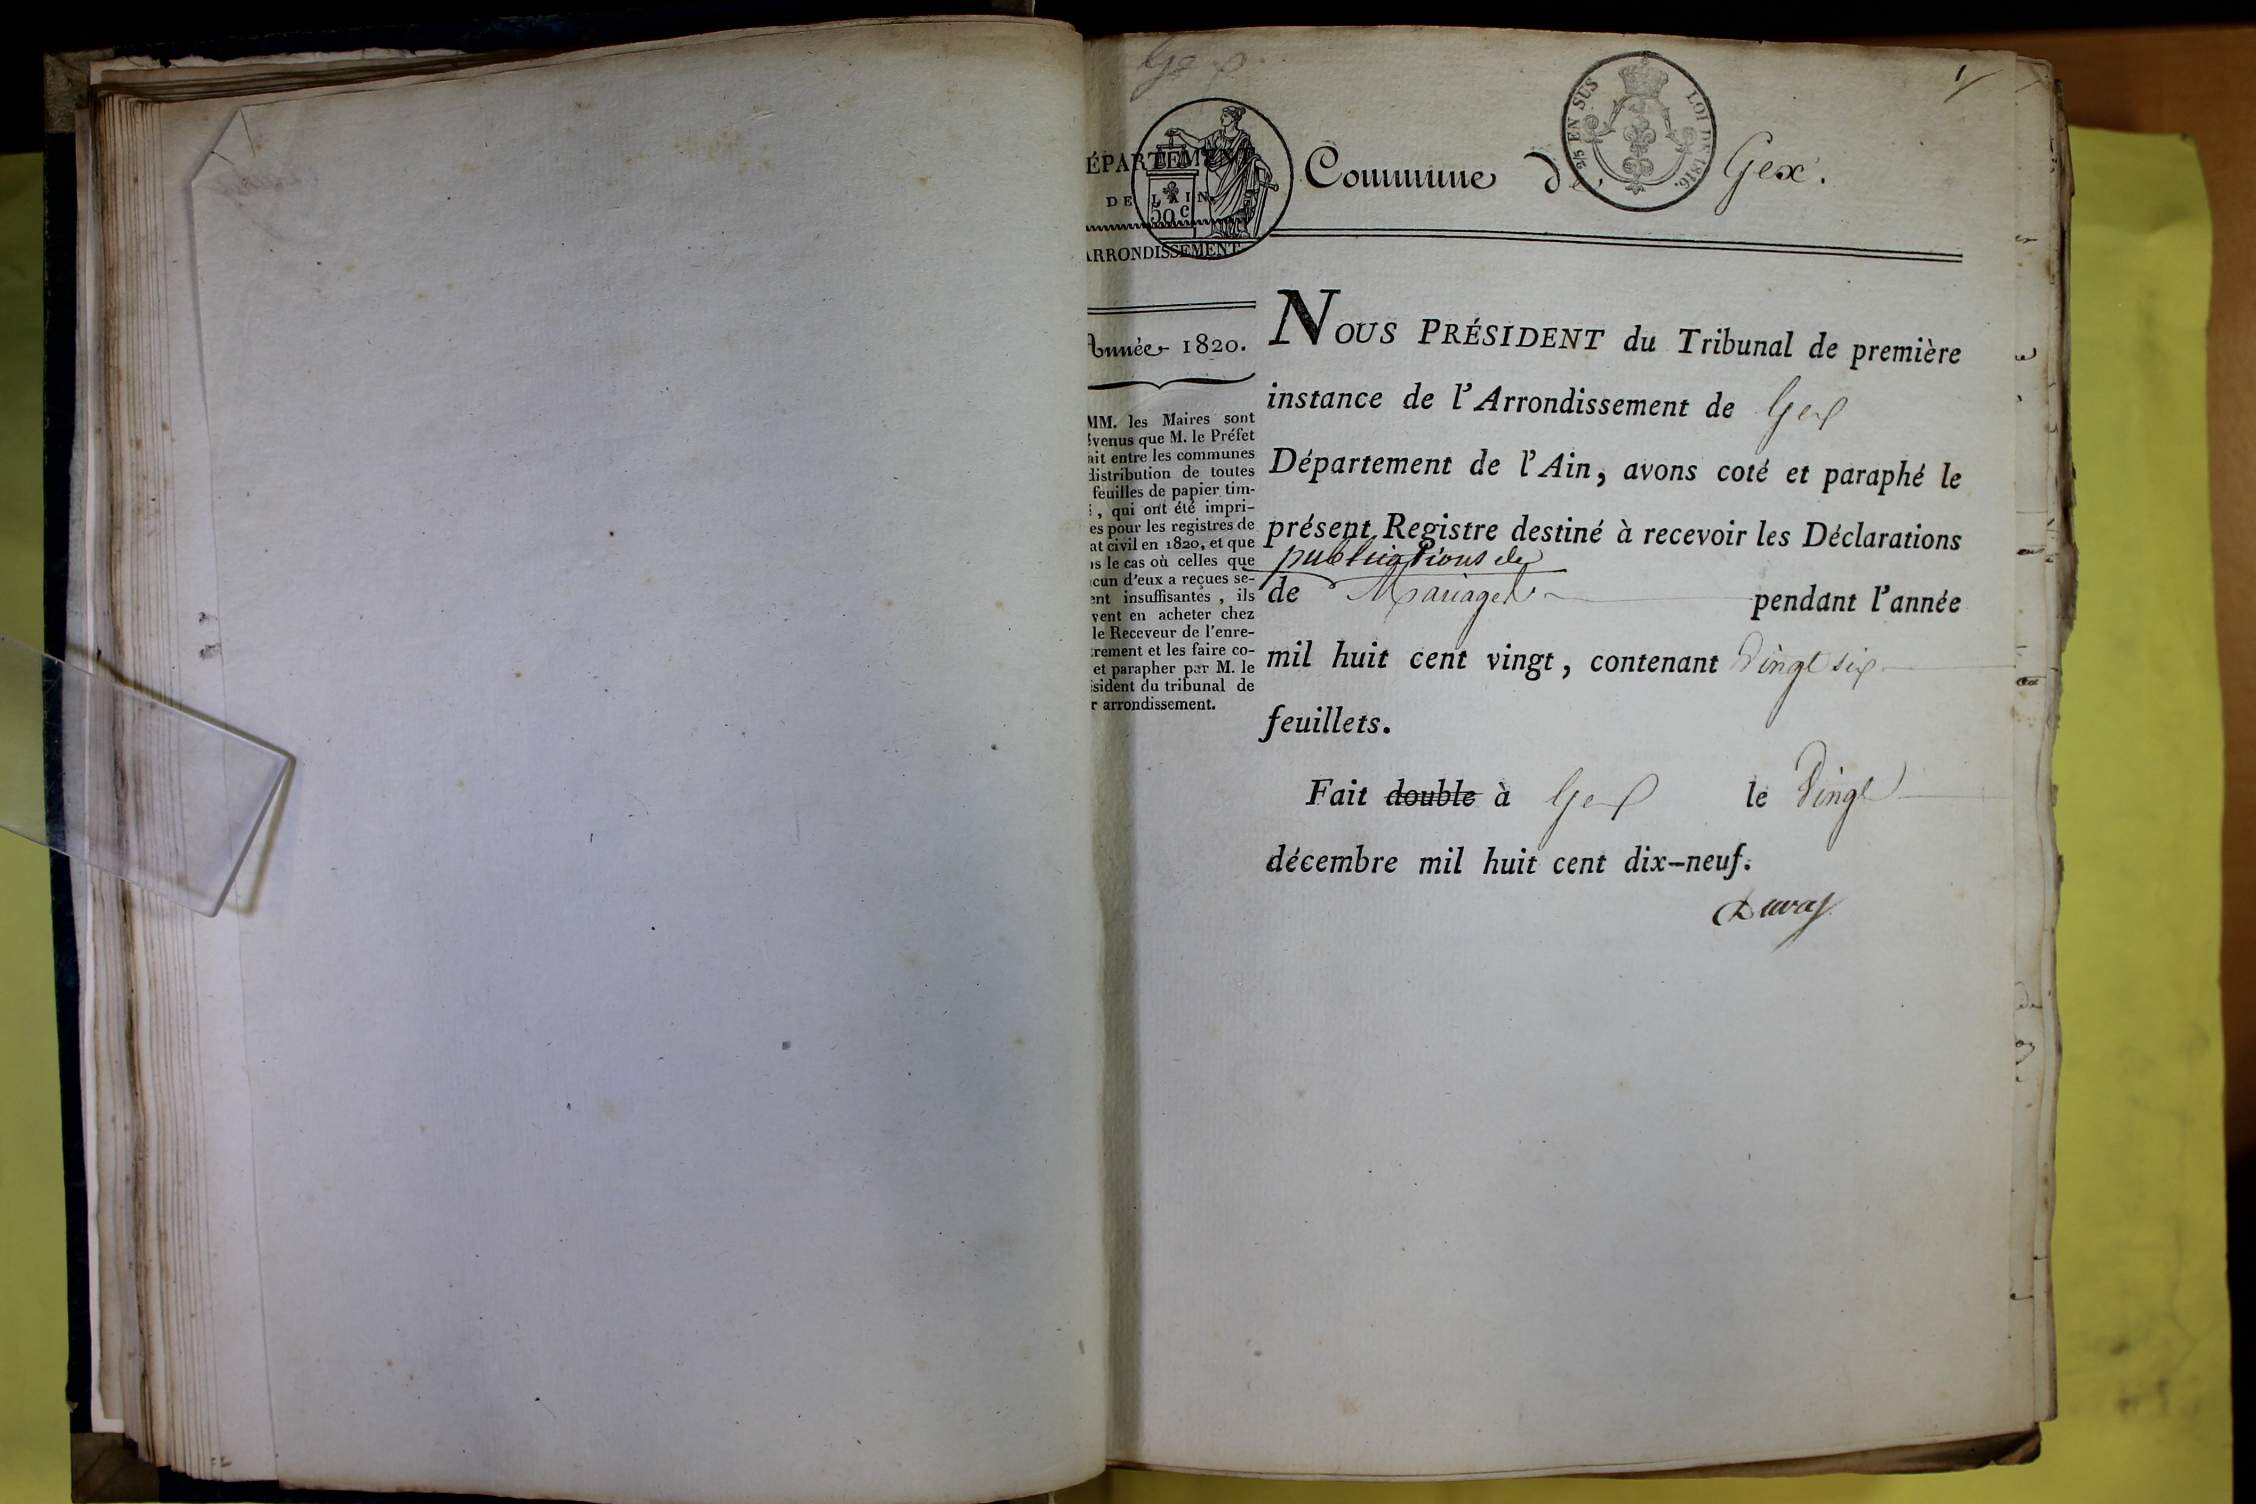 Gex
1
EN SUS
LOI DE 1816.
ÉPARTEMENT
DE L'AIN.
50 c
ARRONDISSEMENT
Commune de Gex.
Année 1820.
MM. les Maires sont
évenus que M. le Préfet
ait entre les communes
distribution de toutes
feuilles de papier tim-
é, qui ont été impri-
es pour les registres de
at civil en 1820, et que
ns le cas où celles que
cun d'eux a reçues se-
ent insuffisantes, ils
vent en acheter chez
le Receveur de l'enre-
trement et les faire co-
et parapher par M. le
ésident du tribunal de
r arrondissement.
NOUS PRÉSIDENT du Tribunal de première
instance de l'Arrondissement de Gex
Département de l'Ain, avons coté et paraphé le
présent Registre destiné à recevoir les Déclarations
publications de
de Mariages pendant l'année
mil huit cent vingt, contenant Vingt six
feuillets.
Fait double à Gex le Vingt
décembre mil huit cent dix-neuf.